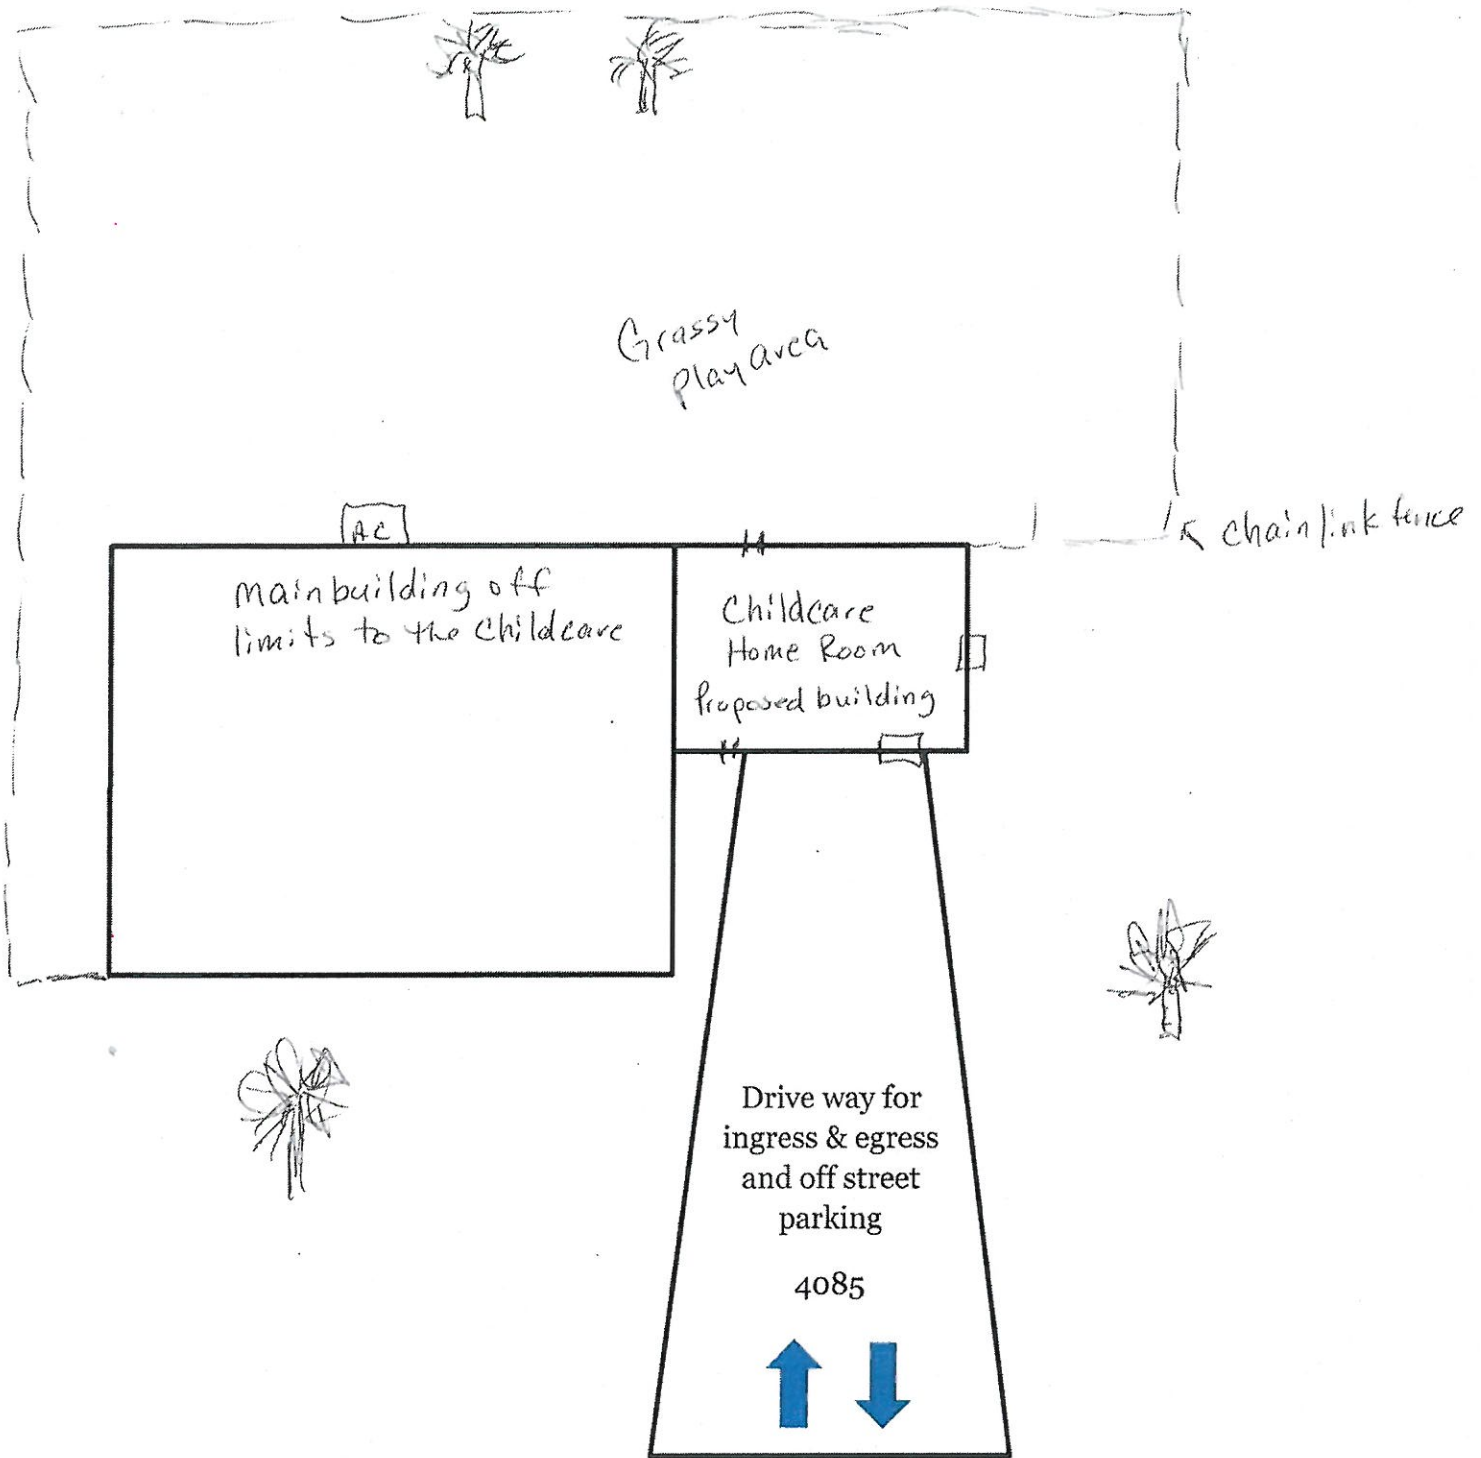 Grassy
Play area
AC
chain link fence
Main building off
limits to the Childcare
Childcare
Home Room
Proposed building
Drive way for
ingress & egress
and off street
parking
4085